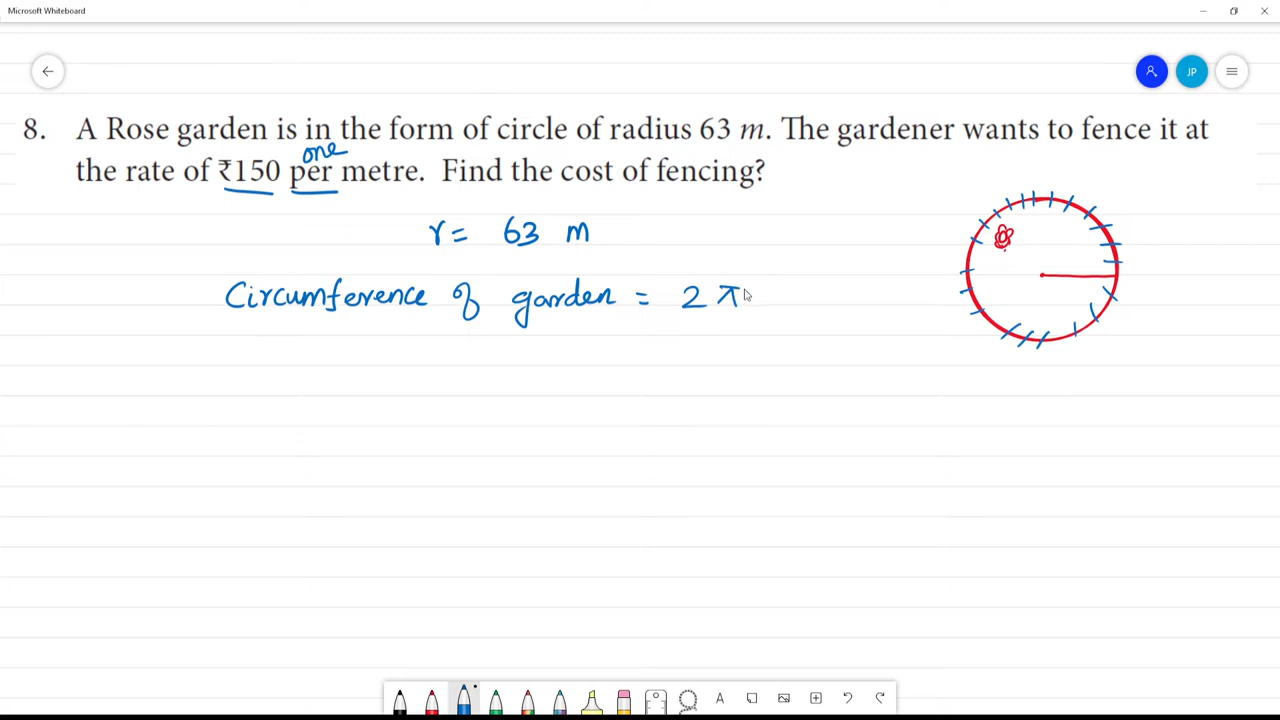 Microsoft Whiteboard
JP
8. A Rose garden is in the form of circle of radius 63 m. The gardener wants to fence it at
one
the rate of ₹150 per metre. Find the cost of fencing?
r = 63 m
Circumference of garden = 2 π
A